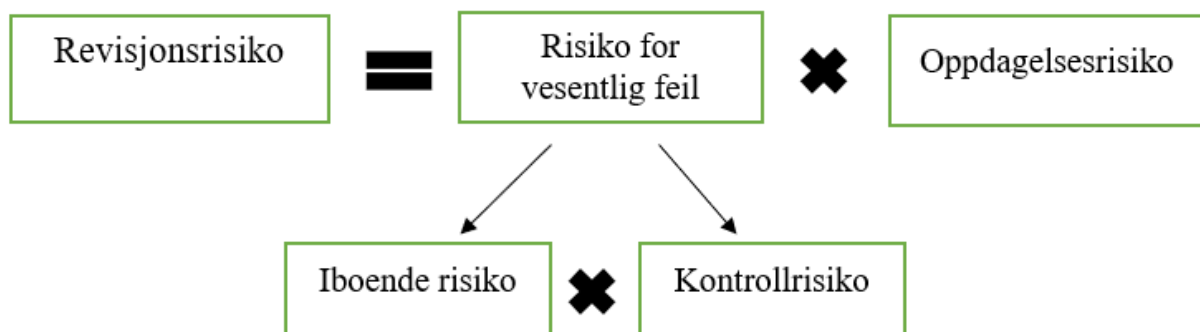 Revisjonsrisiko
Risiko for
vesentlig feil
Oppdagelsesrisiko
Iboende risiko
Kontrollrisiko